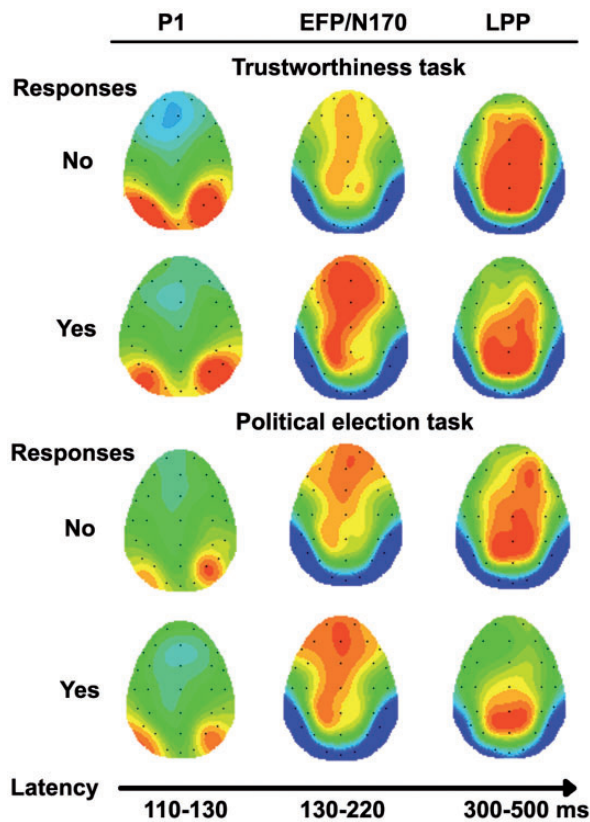 P1 EFP/N170 LPP
Trustworthiness task
Responses
No
Yes
Political election task
Responses
No
Yes
Latency
110-130 130-220 300-500 ms